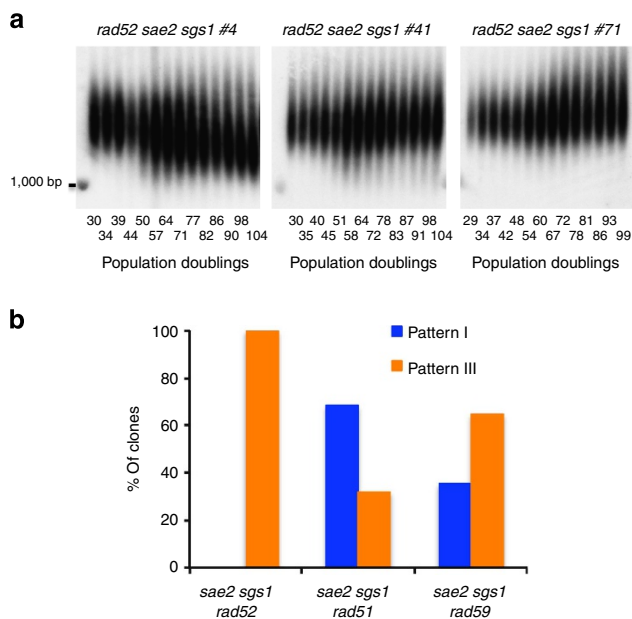 a
rad52 sae2 sgs1 #4
rad52 sae2 sgs1 #41
rad52 sae2 sgs1 #71
1,000 bp
30 39 50 64 77 86 98
34 44 57 71 82 90 104
Population doublings
30 40 51 64 78 87 98
35 45 58 72 83 91 104
Population doublings
29 37 48 60 72 81 93
34 42 54 67 78 86 99
Population doublings
b
Pattern I
Pattern III
% Of clones
100
80
60
40
20
0
sae2 sgs1
rad52
sae2 sgs1
rad51
sae2 sgs1
rad59